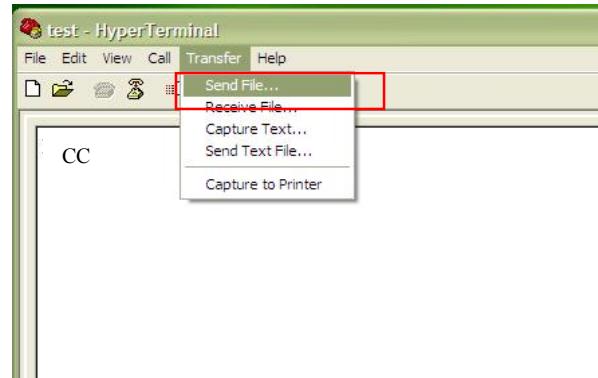 test - HyperTerminal
File Edit View Call Transfer Help
Send File...
Receive File...
Capture Text...
Send Text File...
Capture to Printer
CC